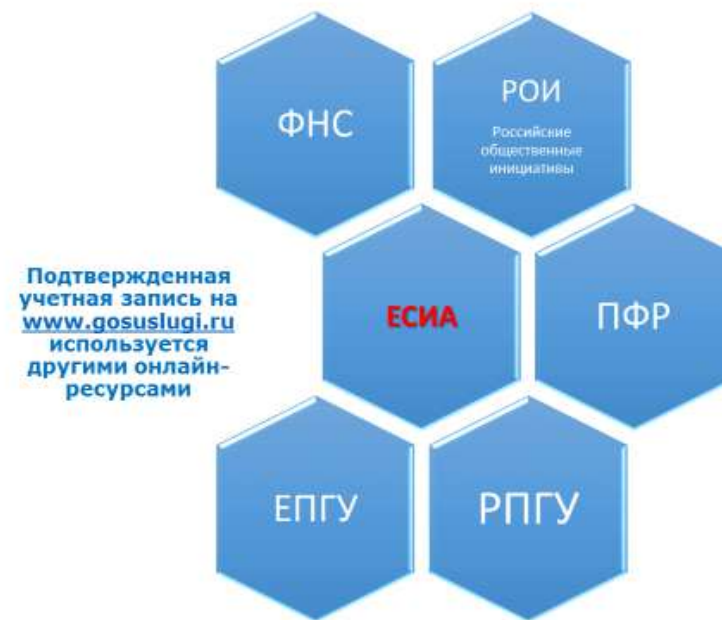 ФНС
РОИ
Российские
общественные
инициативы
Подтвержденная
учетная запись на
www.gosuslugi.ru
используется
другими онлайн-
ресурсами
ЕСИА
ПФР
ЕПГУ
РПГУ